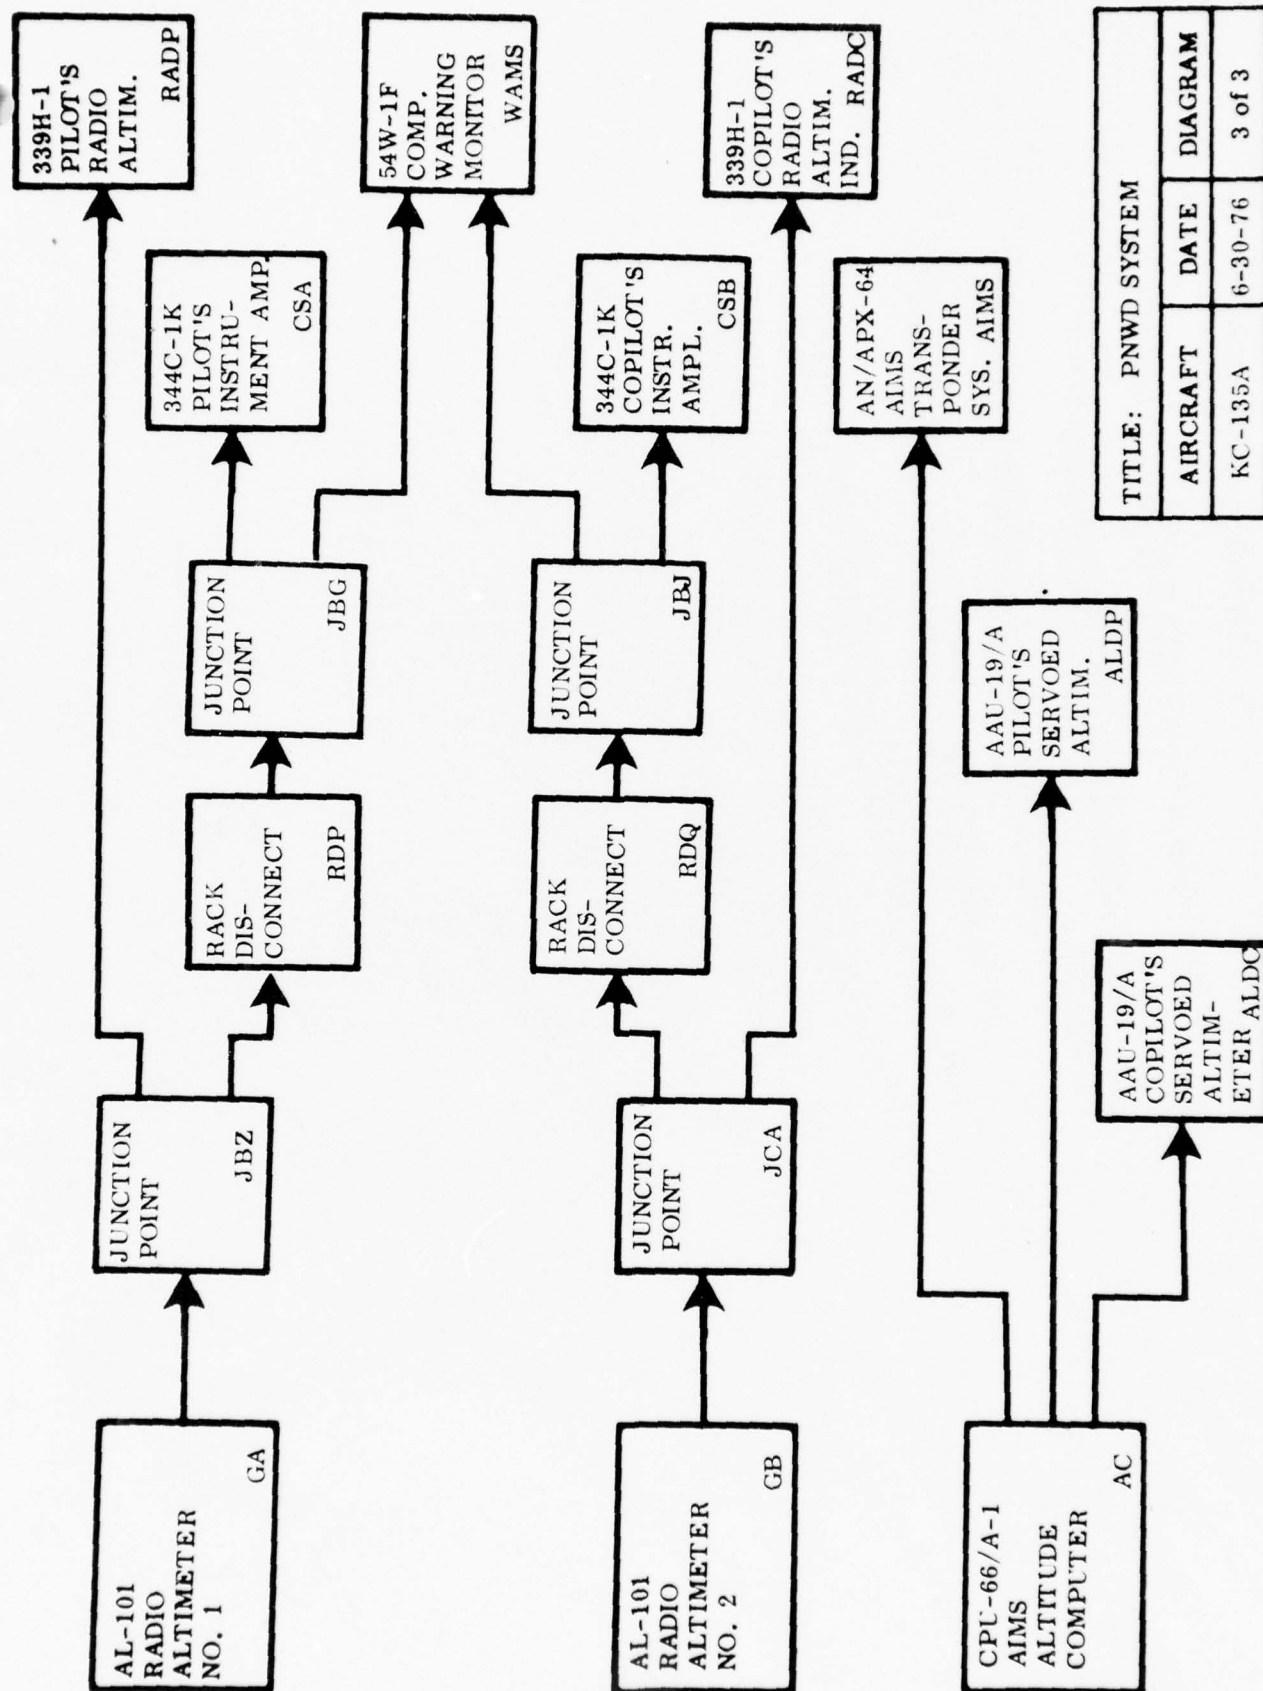 AL-101
RADIO
ALTIMETER
NO. 1
GA
JUNCTION
POINT
JBZ
339H-1
PILOT'S
RADIO
ALTIM.
RADP
RACK
DIS-
CONNECT
RDP
JUNCTION
POINT
JBG
344C-1K
PILOT'S
INSTRU-
MENT AMP.
CSA
54W-1F
COMP.
WARNING
MONITOR
WAMS
AL-101
RADIO
ALTIMETER
NO. 2
GB
JUNCTION
POINT
JCA
RACK
DIS-
CONNECT
RDQ
JUNCTION
POINT
JBJ
344C-1K
COPILOT'S
INSTR.
AMPL.
CSB
339H-1
COPILOT'S
RADIO
ALTIM.
IND. RADC
CPU-66/A-1
AIMS
ALTITUDE
COMPUTER
AC
AN/APX-64
AIMS
TRANS-
PONDER
SYS. AIMS
AAU-19/A
PILOT'S
SERVOED
ALTIM.
ALDP
AAU-19/A
COPILOT'S
SERVOED
ALTIM-
ETER ALDC
TITLE: PNWD SYSTEM
AIRCRAFT DATE DIAGRAM
KC-135A 6-30-76 3 of 3